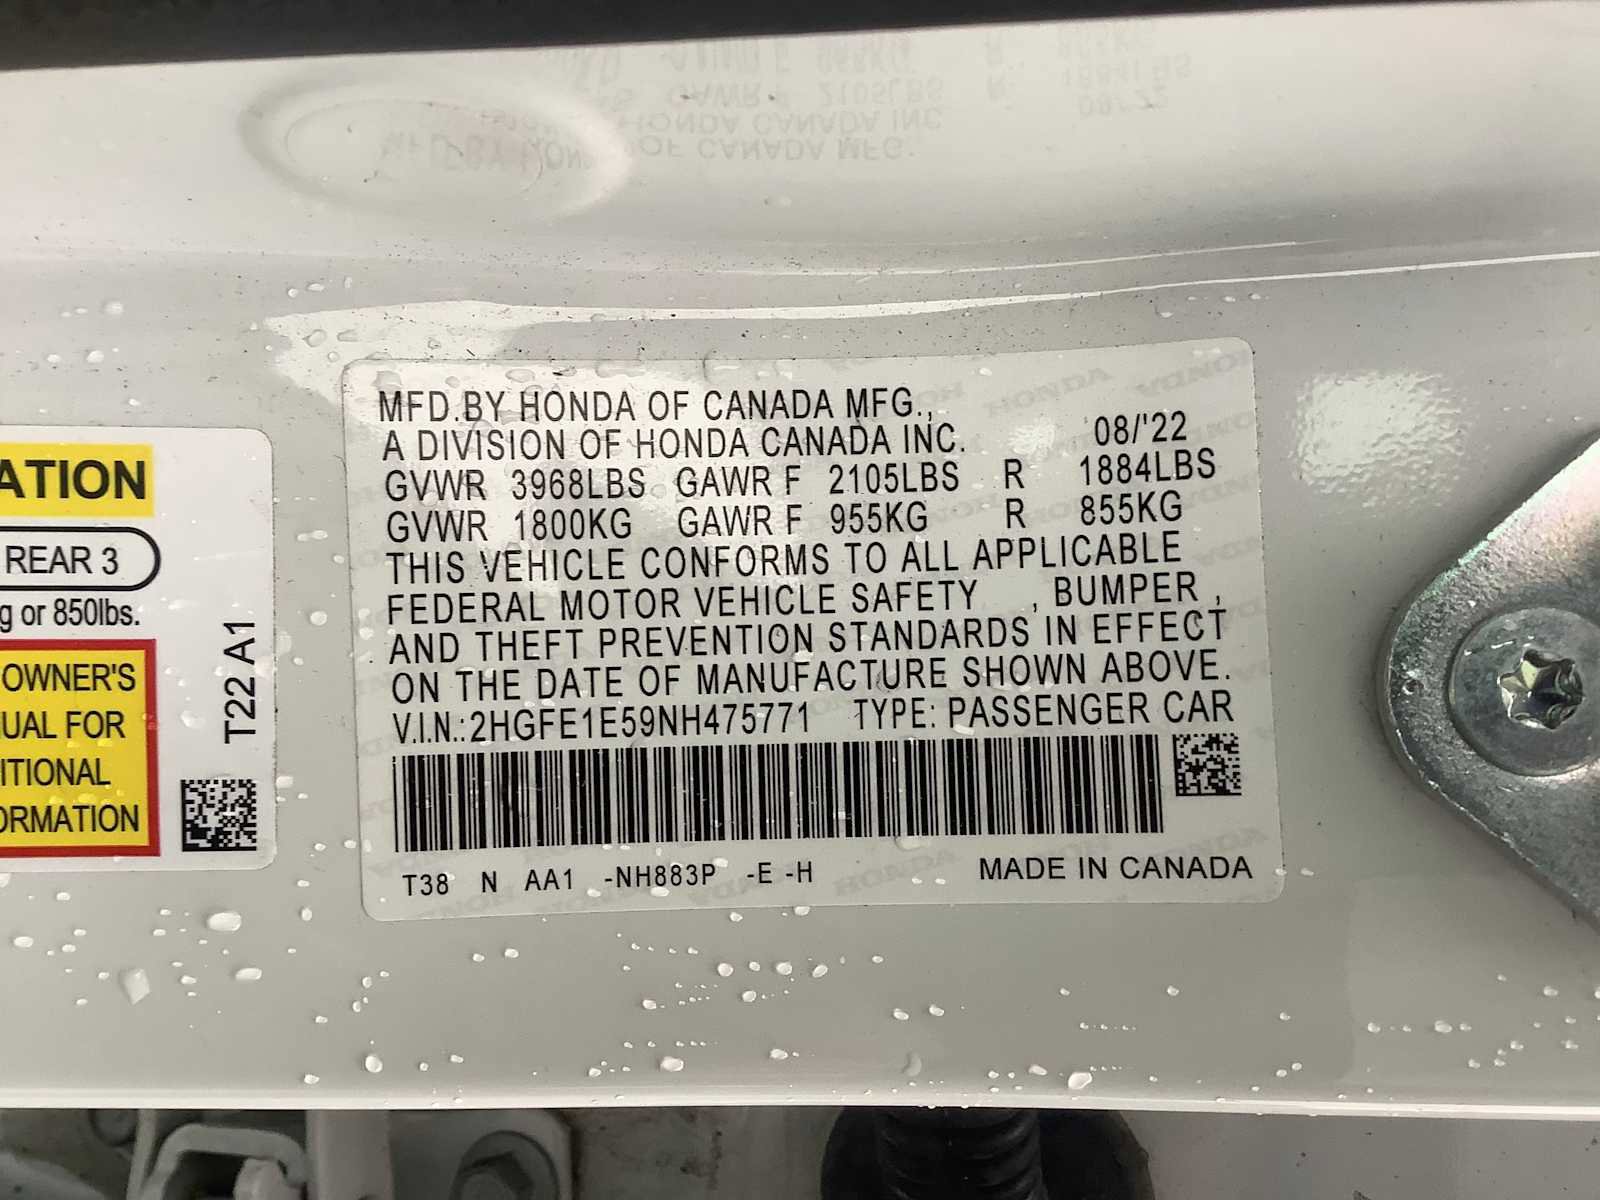 MFD.BY HONDA OF CANADA MFG.,
A DIVISION OF HONDA CANADA INC. 08/'22
GVWR 3968LBS GAWR F 2105LBS R 1884LBS
GVWR 1800KG GAWR F 955KG R 855KG
THIS VEHICLE CONFORMS TO ALL APPLICABLE
FEDERAL MOTOR VEHICLE SAFETY , BUMPER ,
AND THEFT PREVENTION STANDARDS IN EFFECT
ON THE DATE OF MANUFACTURE SHOWN ABOVE.
V.I.N.:2HGFE1E59NH475771 TYPE: PASSENGER CAR
T38 N AA1 -NH883P -E -H MADE IN CANADA
ATION
REAR 3
g or 850lbs.
OWNER'S
UAL FOR
ITIONAL
ORMATION
T22 A1